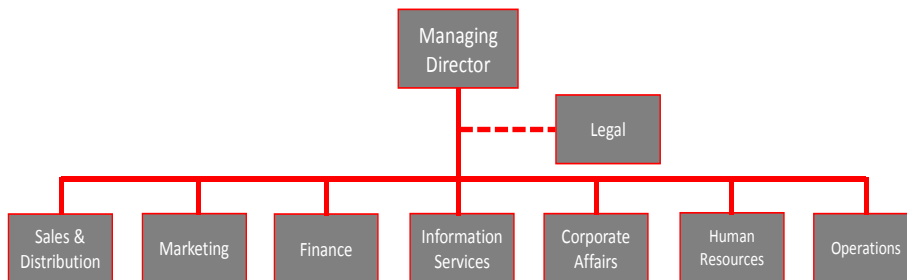 Managing
Director
Legal
Sales &
Distribution
Marketing
Finance
Information
Services
Corporate
Affairs
Human
Resources
Operations